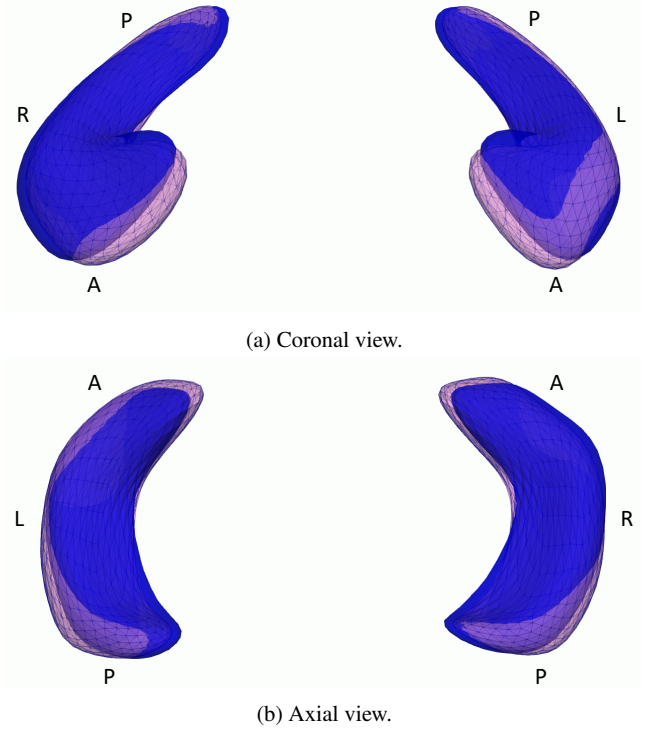 P P
R L
A A
(a) Coronal view.
A A
L R
P P
(b) Axial view.